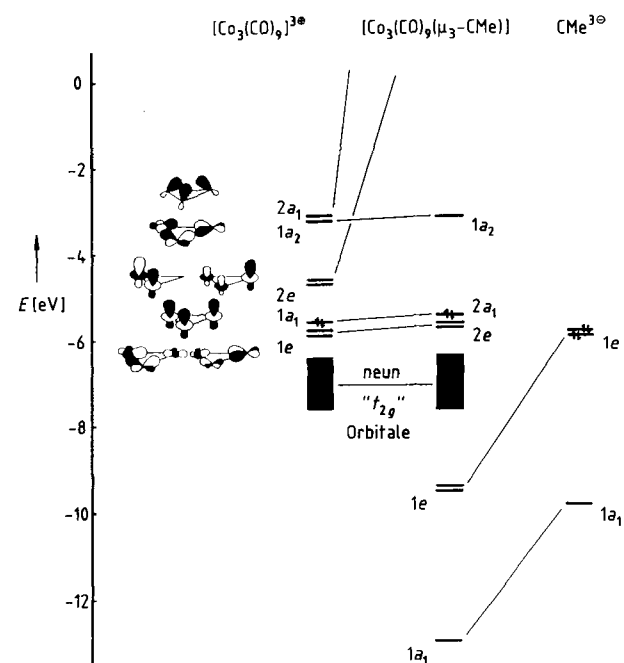 [Co₃(CO)₉]³⊕ [Co₃(CO)₉(μ₃–CMe)] CMe³⊖
0
−2
2a₁
1a₂
1a₂
−4
E [eV]
2e
1a₁
2a₁
1e
2e
1e
−6
neun
"t₂g"
Orbitale
−8
1e
−10
1a₁
−12
1a₁